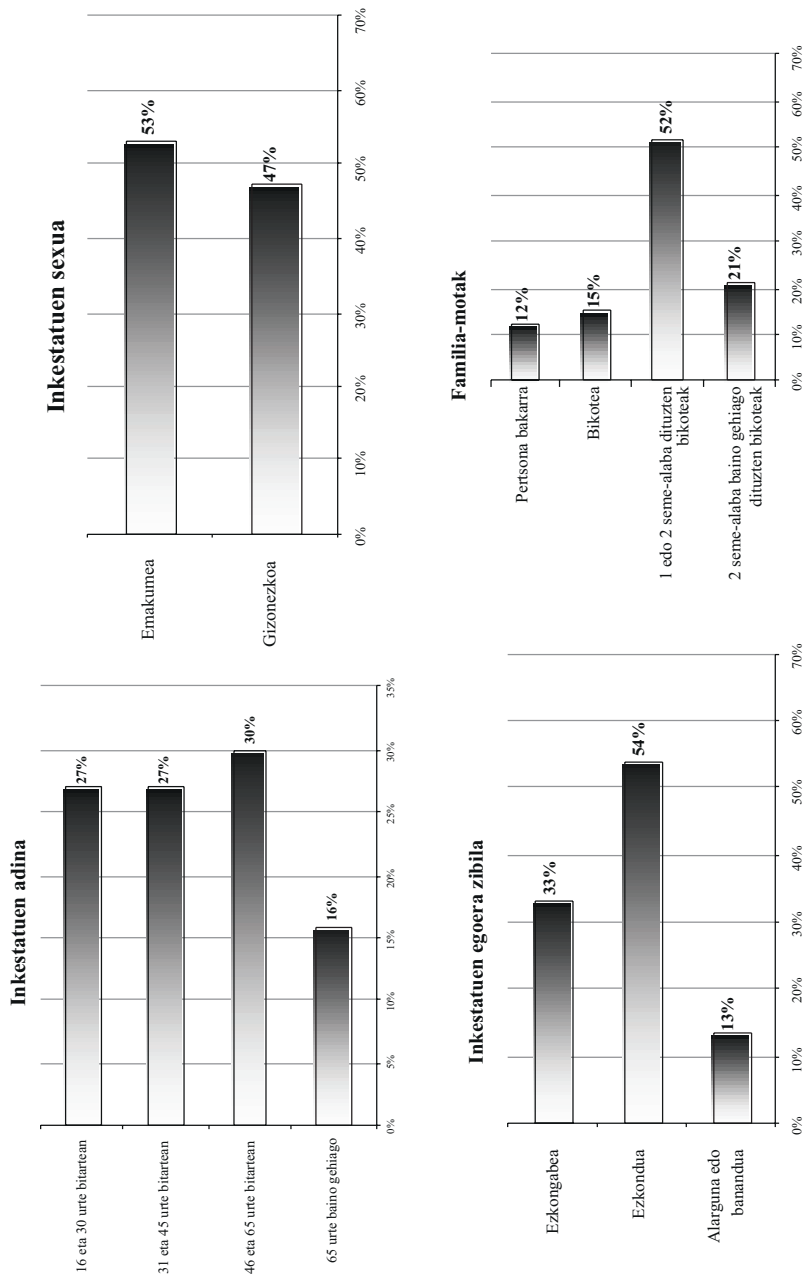 Inkestatuen adina
16 eta 30 urte bitartean
27%
31 eta 45 urte bitartean
27%
46 eta 65 urte bitartean
30%
65 urte baino gehiago
16%
0%
5%
10%
15%
20%
25%
30%
35%
Inkestatuen sexua
Emakumea
53%
Gizonezkoa
47%
0%
10%
20%
30%
40%
50%
60%
70%
Inkestatuen egoera zibila
Ezkongabea
33%
Ezkondua
54%
Alarguna edo
banandua
13%
0%
10%
20%
30%
40%
50%
60%
70%
Familia-motak
Pertsona bakarra
12%
Bikotea
15%
1 edo 2 seme-alaba dituzten
bikoteak
52%
2 seme-alaba baino gehiago
dituzten bikoteak
21%
0%
10%
20%
30%
40%
50%
60%
70%